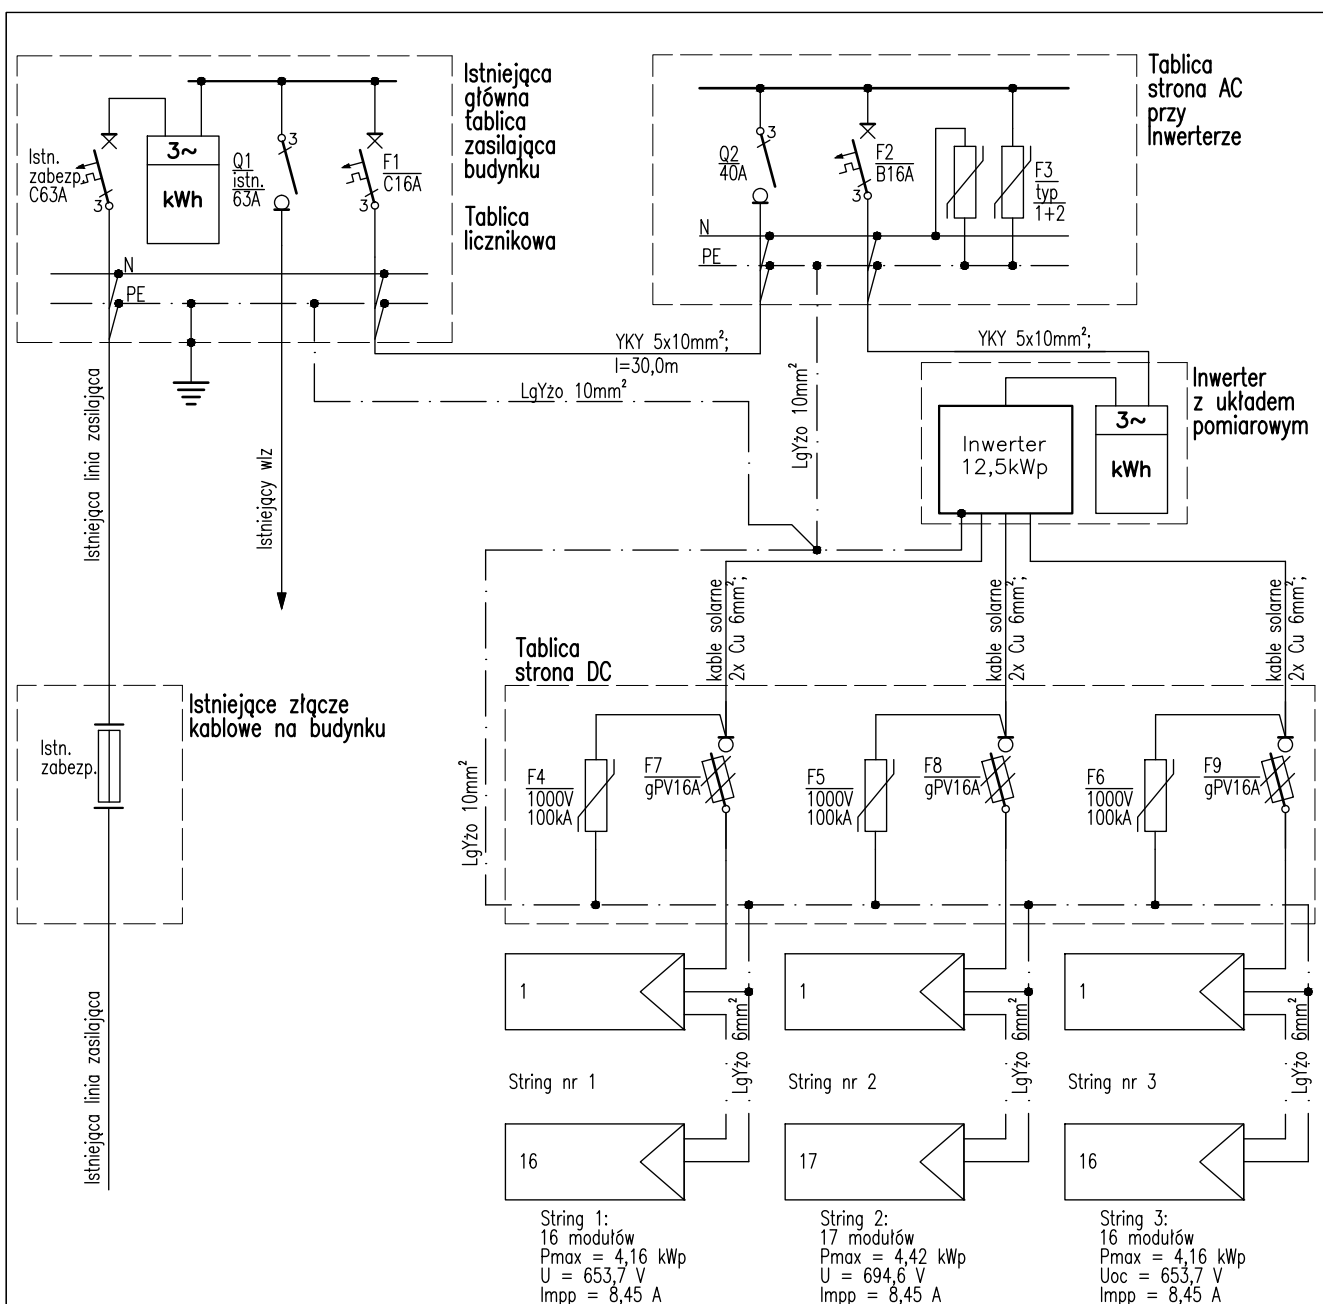 Istniejąca
główna
tablica
zasilająca
budynku
Tablica
licznikowa
Istn.
zabezp.
C63A
3
3~
kWh
Q1
istn.
63A
3
F1
C16A
3
N
PE
Tablica
strona AC
przy
Inwerterze
Q2
40A
3
F2
B16A
3
F3
typ
1+2
N
PE
YKY 5x10mm²;
l=30,0m
YKY 5x10mm²;
LgYżo 10mm²
LgYżo 10mm²
Inwerter
z układem
pomiarowym
Inwerter
12,5kWp
3~
kWh
Istniejąca linia zasilająca
Istniejący wlz
kable solarne
2x Cu 6mm²;
kable solarne
2x Cu 6mm²;
kable solarne
2x Cu 6mm²;
Tablica
strona DC
Istniejące złącze
kablowe na budynku
Istn.
zabezp.
LgYżo 10mm²
F4
1000V
100kA
F7
gPV16A
F5
1000V
100kA
F8
gPV16A
F6
1000V
100kA
F9
gPV16A
Istniejąca linia zasilająca
1
1
1
LgYżo 6mm²
LgYżo 6mm²
LgYżo 6mm²
String nr 1
String nr 2
String nr 3
16
17
16
String 1:
16 modułów
Pmax = 4,16 kWp
U = 653,7 V
Impp = 8,45 A
String 2:
17 modułów
Pmax = 4,42 kWp
U = 694,6 V
Impp = 8,45 A
String 3:
16 modułów
Pmax = 4,16 kWp
Uoc = 653,7 V
Impp = 8,45 A